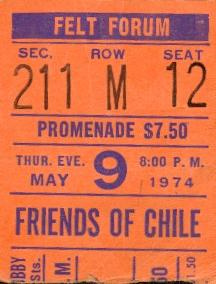 FELT FORUM
SEC. ROW SEAT
211 M 12
PROMENADE $7.50
THUR. EVE. 9 8:00 P. M.
MAY 1974
FRIENDS OF CHILE